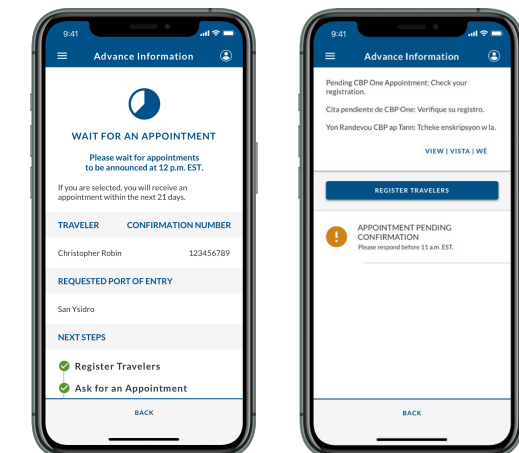 9:41
Advance Information
WAIT FOR AN APPOINTMENT
Please wait for appointments
to be announced at 12 p.m. EST.
If you are selected, you will receive an
appointment within the next 21 days.
TRAVELER CONFIRMATION NUMBER
Christopher Robin 123456789
REQUESTED PORT OF ENTRY
San Ysidro
NEXT STEPS
Register Travelers
Ask for an Appointment
BACK
9:41
Advance Information
Pending CBP One Appointment: Check your
registration.
Cita pendiente de CBP One: Verifique su registro.
Yon Randevou CBP ap Tann: Tcheke enskripsyon w la.
VIEW | VISTA | WÈ
REGISTER TRAVELERS
APPOINTMENT PENDING
CONFIRMATION
Please respond before 11 a.m. EST.
BACK